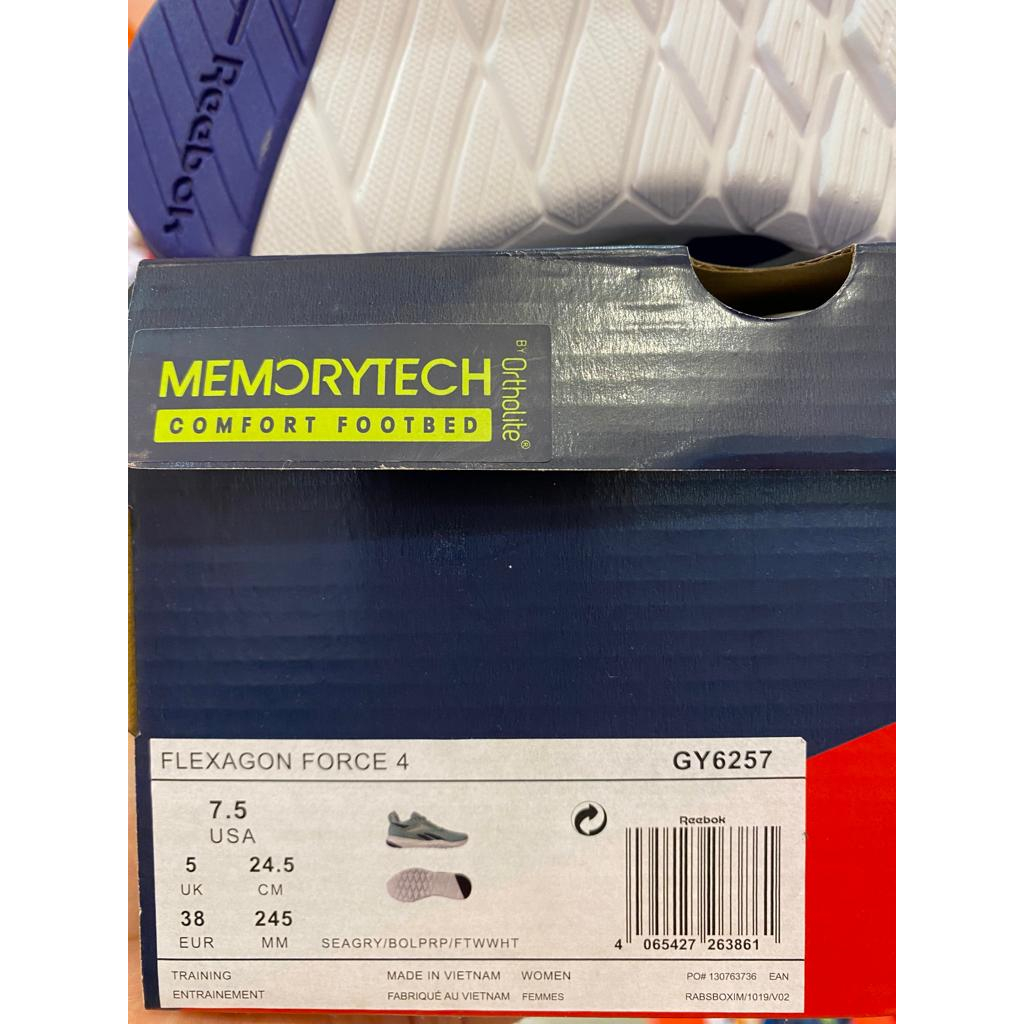 Reebok
MEMORYTECH
BY OrthoLite®
COMFORT FOOTBED
FLEXAGON FORCE 4
GY6257
7.5
USA
5 24.5
UK CM
38 245
EUR MM
SEAGRY/BOLPRP/FTWWHT
Reebok
4 065427 263861
TRAINING MADE IN VIETNAM WOMEN PO# 130763736 EAN
ENTRAINEMENT FABRIQUÉ AU VIETNAM FEMMES RABSBOXIM/1019/V02